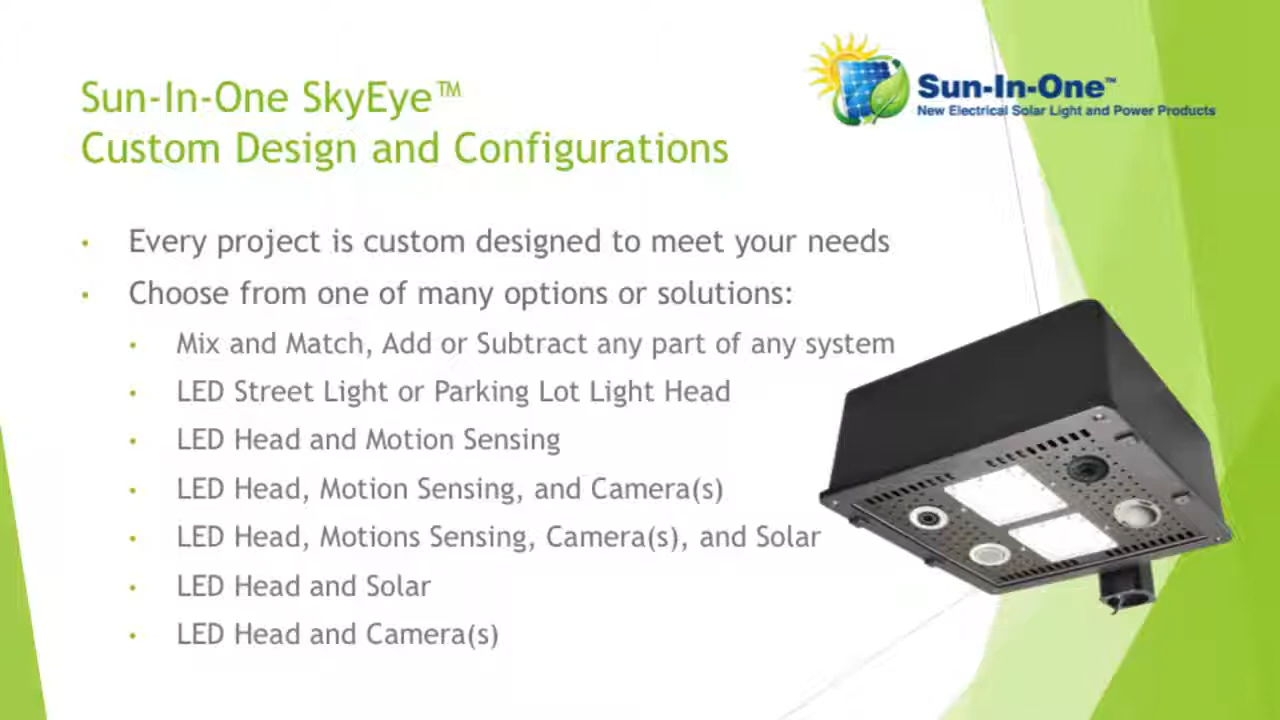 Sun-In-One SkyEye™
Custom Design and Configurations
Sun-In-One™
New Electrical Solar Light and Power Products
• Every project is custom designed to meet your needs
• Choose from one of many options or solutions:
• Mix and Match, Add or Subtract any part of any system
• LED Street Light or Parking Lot Light Head
• LED Head and Motion Sensing
• LED Head, Motion Sensing, and Camera(s)
• LED Head, Motions Sensing, Camera(s), and Solar
• LED Head and Solar
• LED Head and Camera(s)